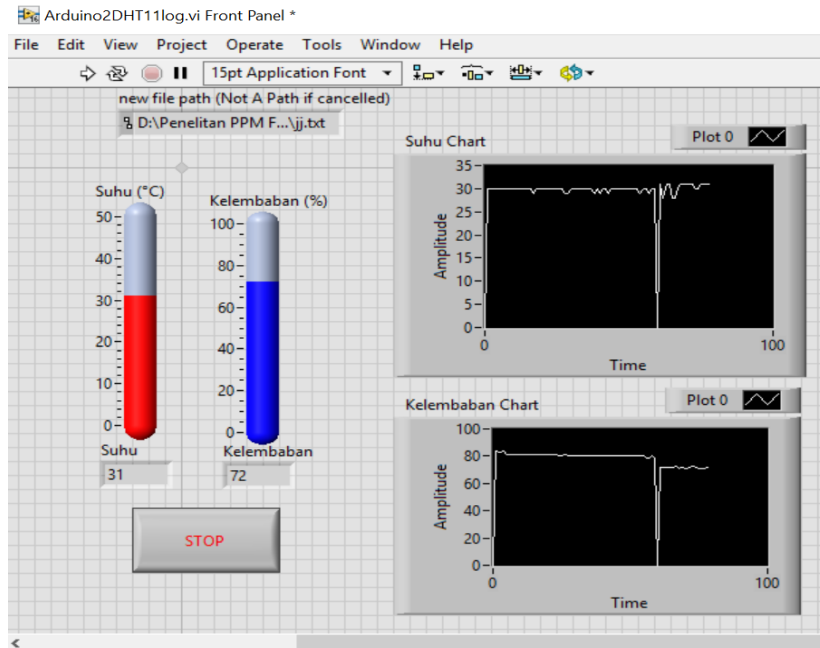 Arduino2DHT11log.vi Front Panel *
File Edit View Project Operate Tools Window Help
15pt Application Font
new file path (Not A Path if cancelled)
D:\Penelitan PPM F...\jj.txt
Suhu (°C)
50
40
30
20
10
0
Suhu
31
Kelembaban (%)
100
80
60
40
20
0
Kelembaban
72
STOP
Suhu Chart
Plot 0
Amplitude
35
30
25
20
15
10
5
0
0 100
Time
Kelembaban Chart
Plot 0
Amplitude
100
80
60
40
20
0
0 100
Time